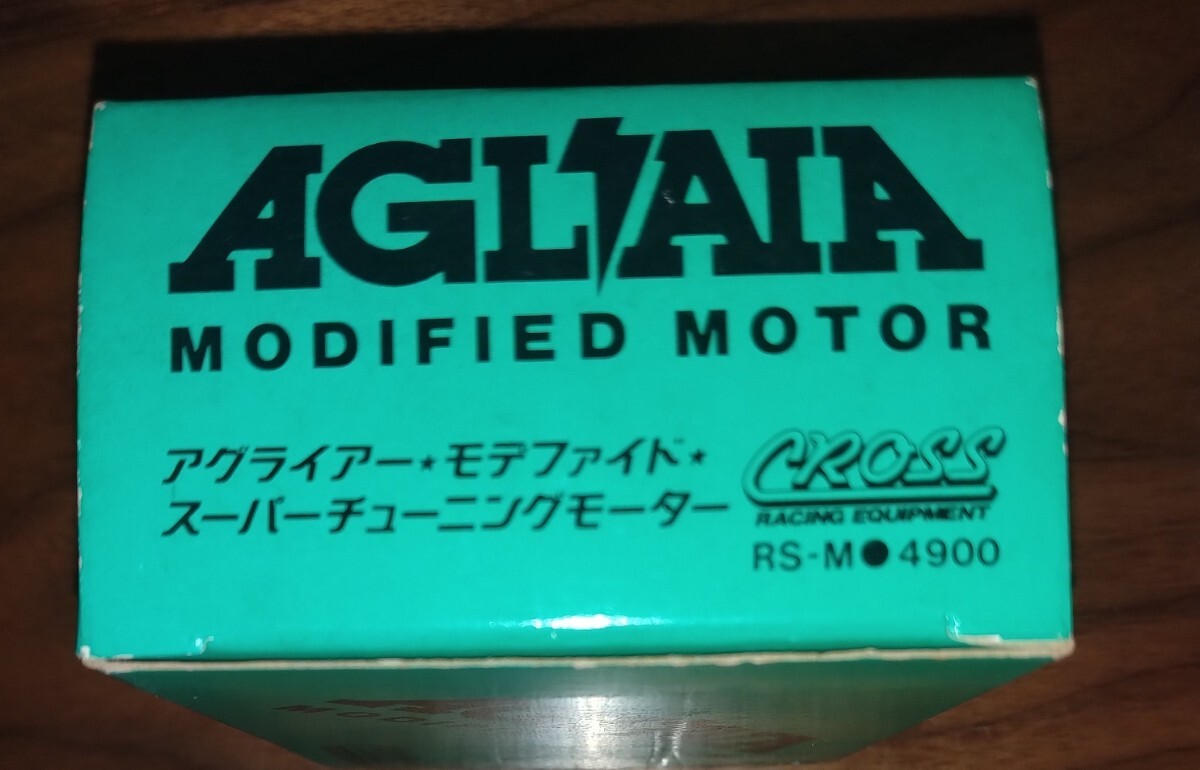 AGLAIA
MODIFIED MOTOR
アグライアー★モデファイド★
スーパーチューニングモーター
CROSS
RACING EQUIPMENT
RS-M●4900